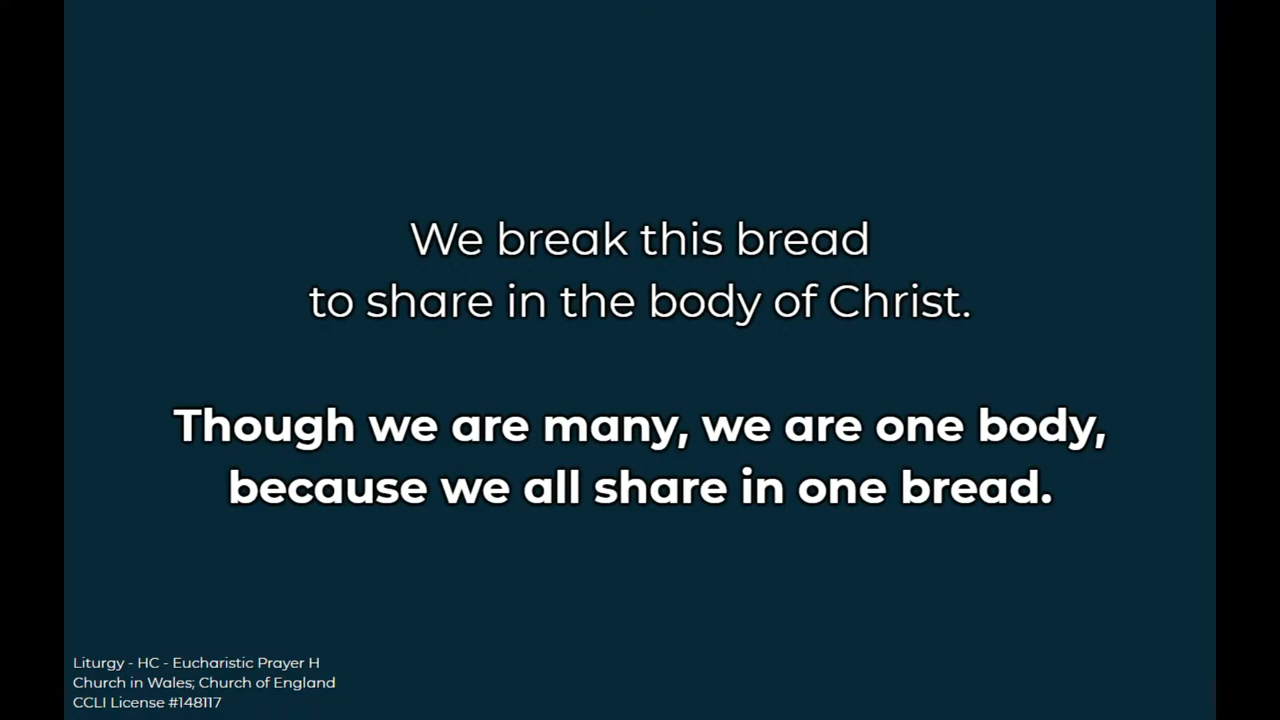 We break this bread
to share in the body of Christ.
Though we are many, we are one body,
because we all share in one bread.
Liturgy - HC - Eucharistic Prayer H
Church in Wales; Church of England
CCLI License #148117